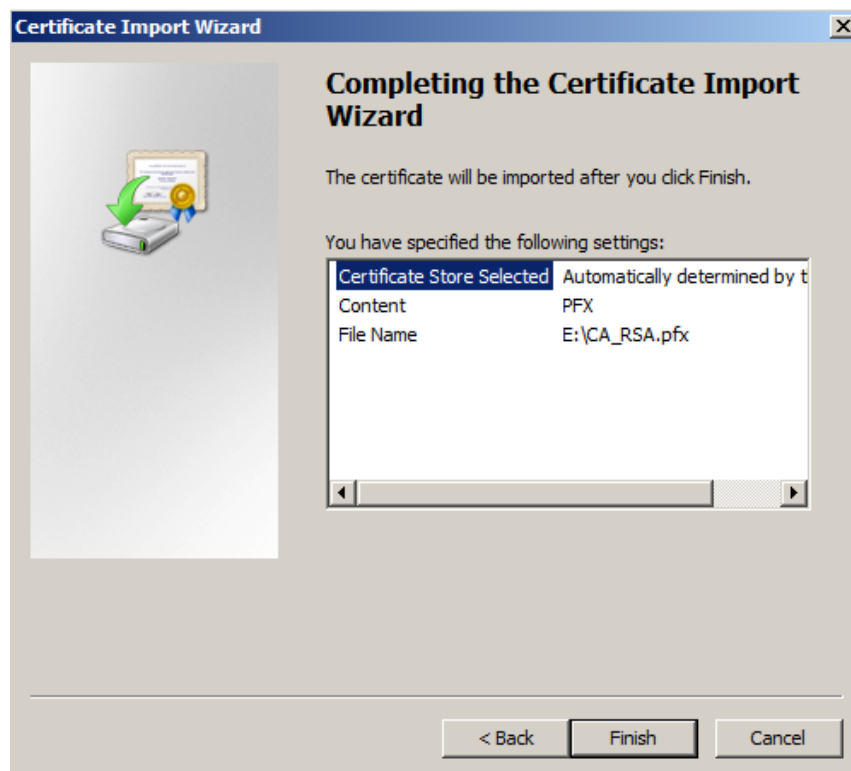 Certificate Import Wizard
Completing the Certificate Import
Wizard
The certificate will be imported after you click Finish.
You have specified the following settings:
Certificate Store Selected Automatically determined by t
Content PFX
File Name E:\CA_RSA.pfx
< Back Finish Cancel